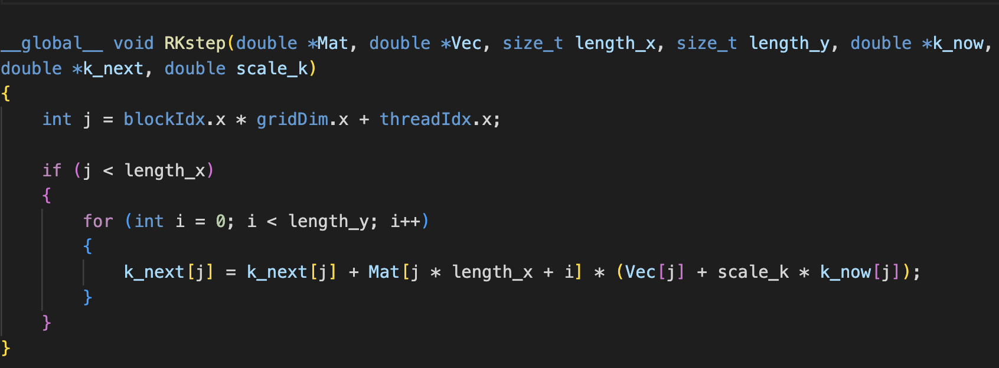 __global__ void RKstep(double *Mat, double *Vec, size_t length_x, size_t length_y, double *k_now,
double *k_next, double scale_k)
{
    int j = blockIdx.x * gridDim.x + threadIdx.x;

    if (j < length_x)
    {
        for (int i = 0; i < length_y; i++)
        {
            k_next[j] = k_next[j] + Mat[j * length_x + i] * (Vec[j] + scale_k * k_now[j]);
        }
    }
}